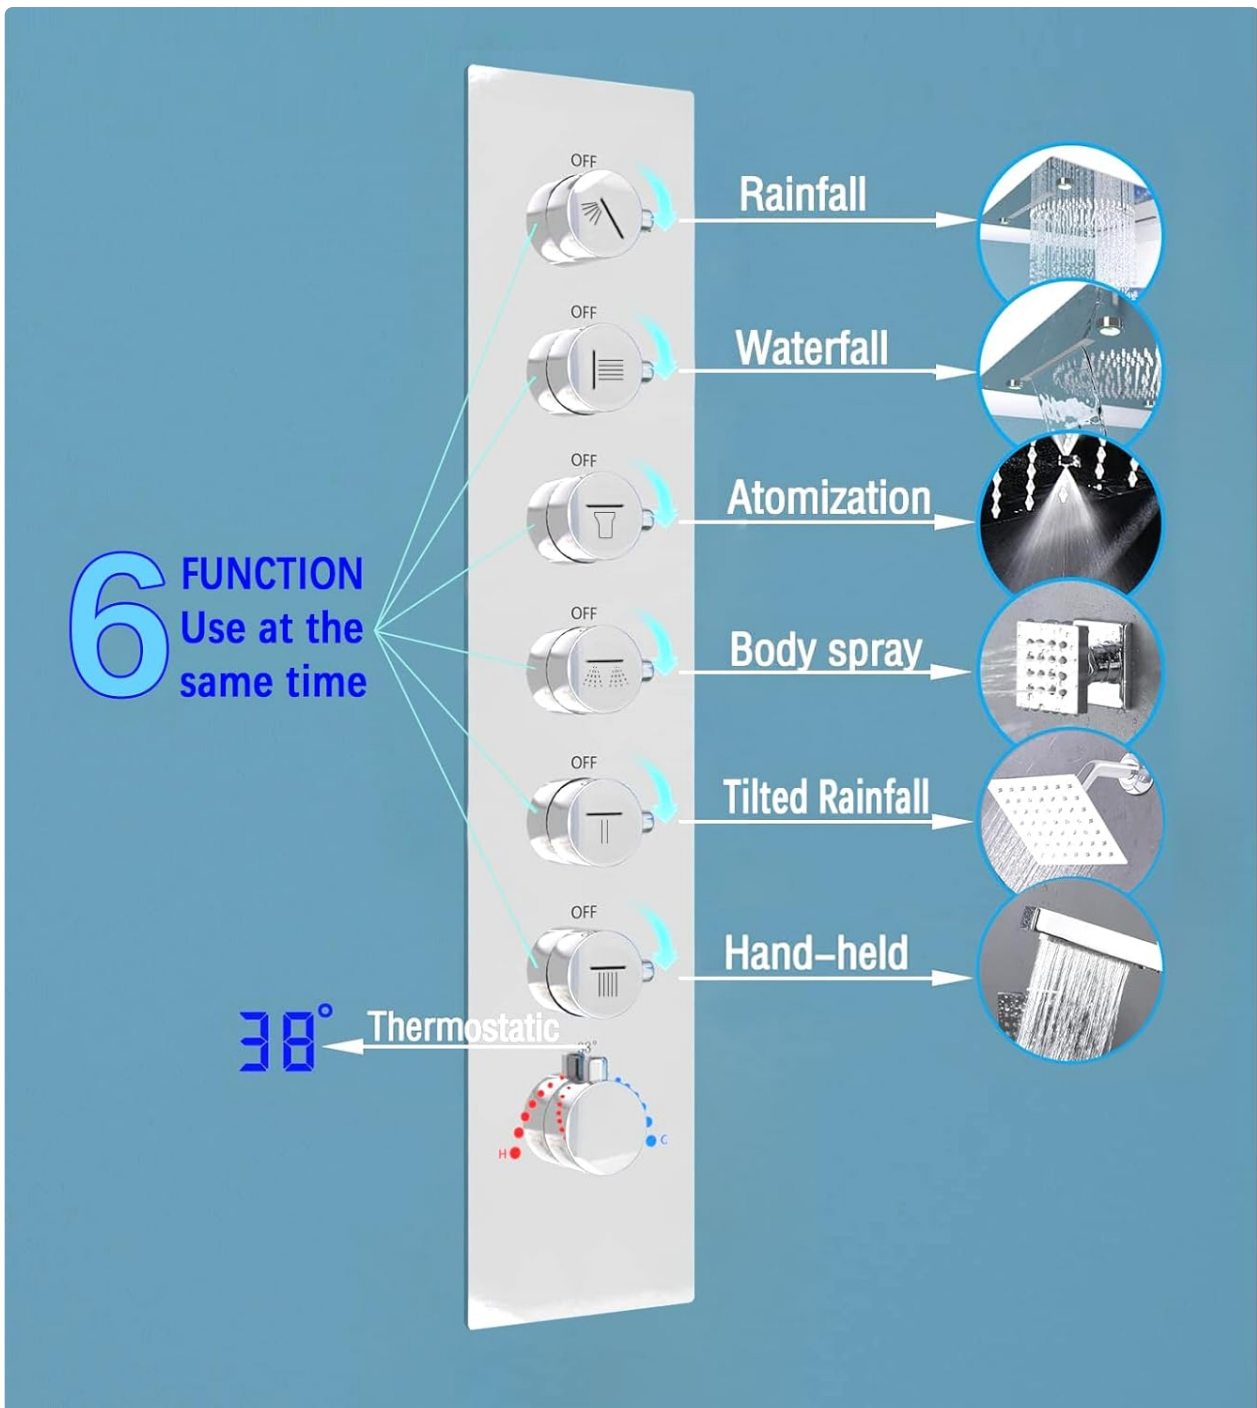 OFF
Rainfall
OFF
Waterfall
OFF
Atomization
6
FUNCTION
Use at the
same time
OFF
Body spray
OFF
Tilted Rainfall
OFF
Hand-held
38°
Thermostatic
H
C